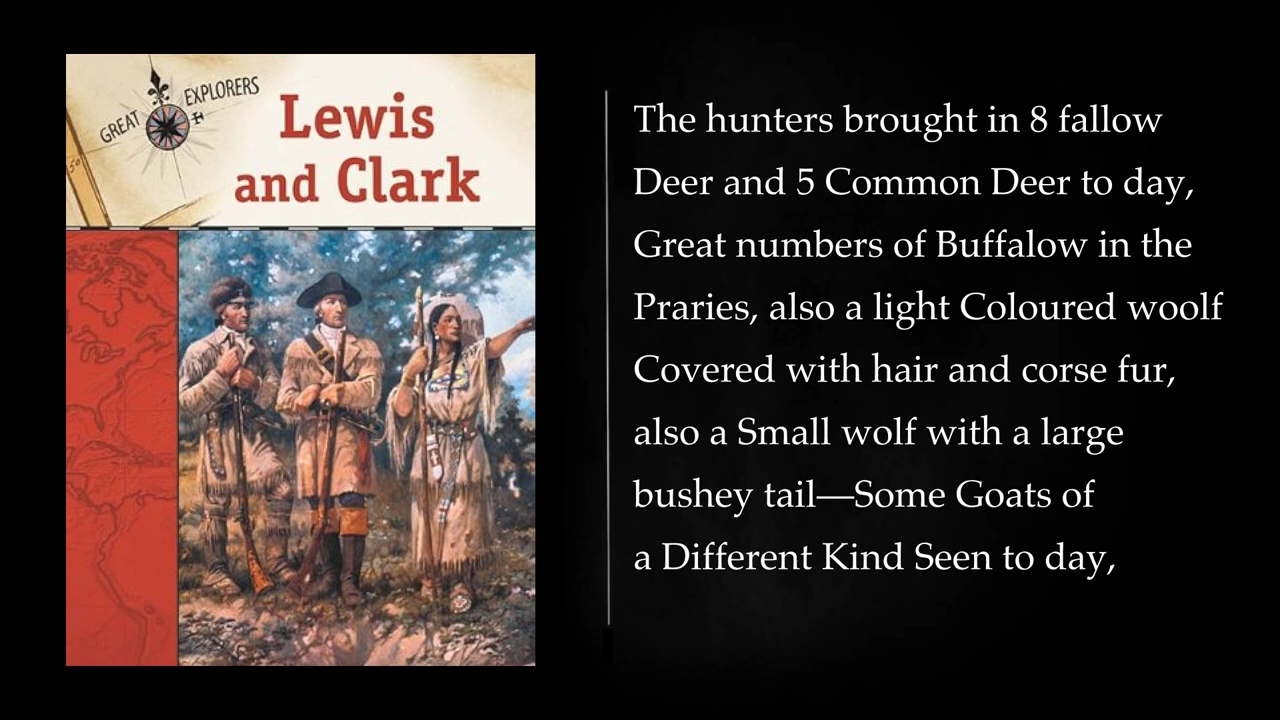 GREAT EXPLORERS
Lewis
and Clark
50
The hunters brought in 8 fallow
Deer and 5 Common Deer to day,
Great numbers of Buffalow in the
Praries, also a light Coloured woolf
Covered with hair and corse fur,
also a Small wolf with a large
bushey tail—Some Goats of
a Different Kind Seen to day,